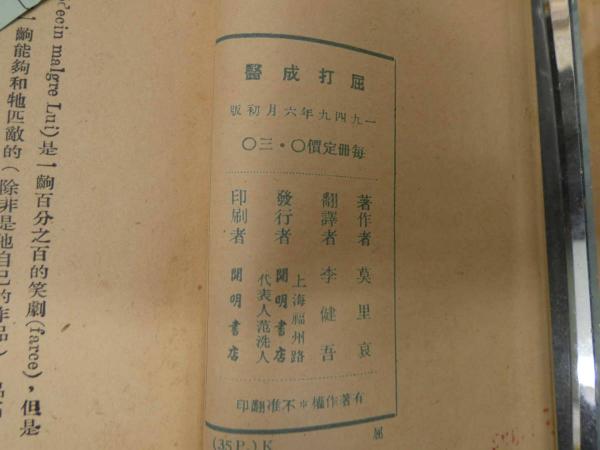 屈打成醫
一九四九年六月初版
每冊定價〇·三〇
著作者 莫里哀
翻譯者 李健吾
上海福州路
發行者 開明書店
代表人范洗人
印刷者 開明書店
有著作權*不准翻印
屈
(35 P.) K
decin malgre Lui) 是一齣百分之百的笑劇(farce)，但是
一齣能夠和牠匹敵的（除非是他自己的作品）